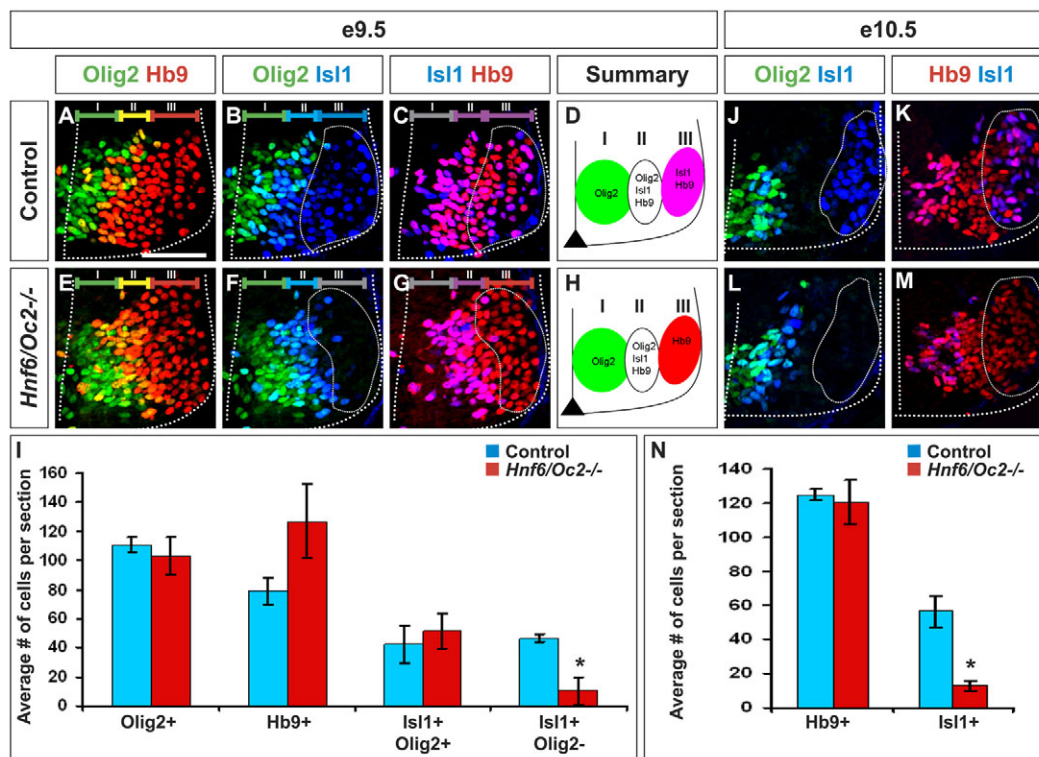 e9.5
e10.5
Olig2 Hb9
Olig2 Isl1
Isl1 Hb9
Summary
Olig2 Isl1
Hb9 Isl1
Control
A
I II III
B
I II III
C
I II III
D
I II III
Olig2
Olig2
Isl1
Hb9
Isl1
Hb9
J
K
Hnf6/Oc2-/-
E
I II III
F
I II III
G
I II III
H
I II III
Olig2
Olig2
Isl1
Hb9
Hb9
L
M
I
Control
Hnf6/Oc2-/-
Average # of cells per section
160
140
120
100
80
60
40
20
0
Olig2+
Hb9+
Isl1+
Olig2+
Isl1+
Olig2-
*
N
Control
Hnf6/Oc2-/-
Average # of cells per section
140
120
100
80
60
40
20
0
Hb9+
Isl1+
*